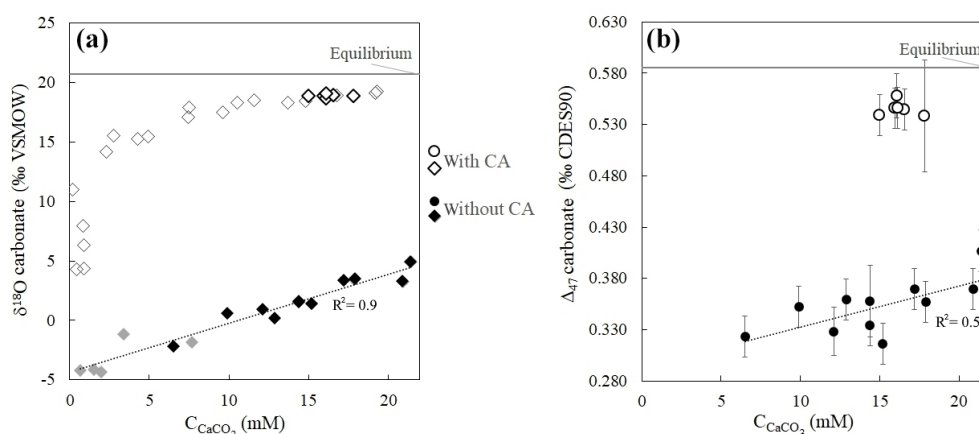 (a)
25
20
15
10
5
0
-5
Equilibrium
R²= 0.9
0 5 10 15 20
δ¹⁸O carbonate (‰ VSMOW)
C_CaCO₃ (mM)
With CA
Without CA
(b)
0.630
0.580
0.530
0.480
0.430
0.380
0.330
0.280
Equilibrium
R²= 0.5
0 5 10 15 20
Δ₄₇ carbonate (‰ CDES90)
C_CaCO₃ (mM)